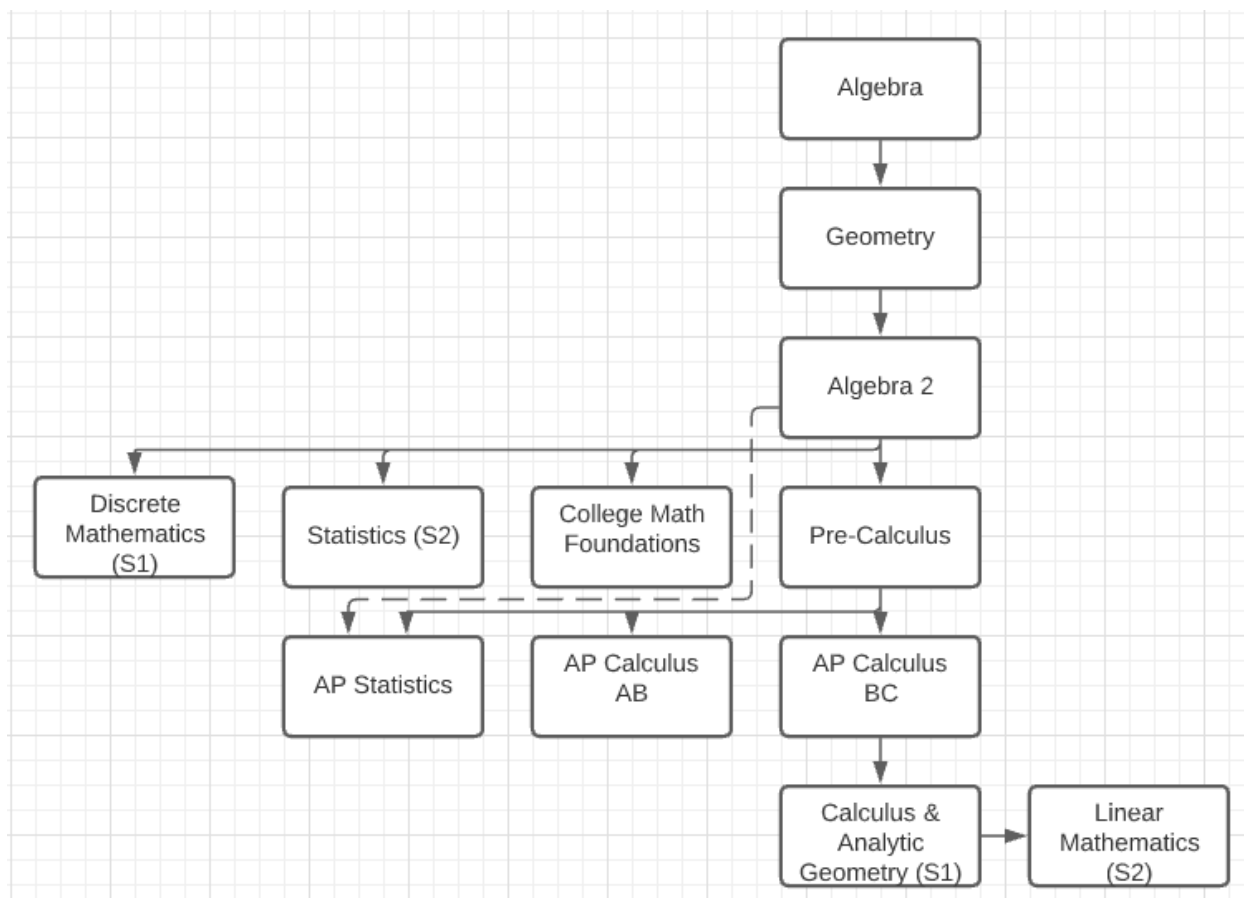 Algebra
Geometry
Algebra 2
Discrete
Mathematics
(S1)
Statistics (S2)
College Math
Foundations
Pre-Calculus
AP Statistics
AP Calculus
AB
AP Calculus
BC
Calculus &
Analytic
Geometry (S1)
Linear
Mathematics
(S2)